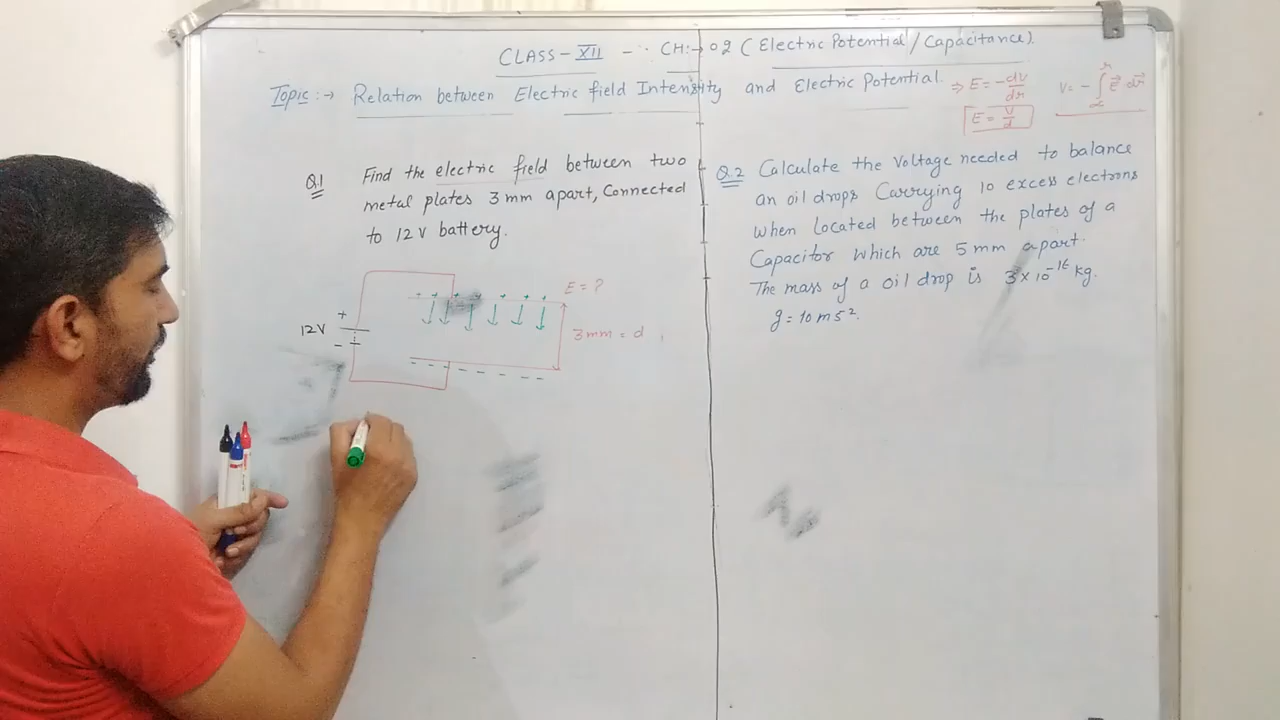 CLASS-XII -: CH:→ 02 (Electric Potential/Capacitance).
Topic:→ Relation between Electric field Intensity and Electric Potential. ⇒ E = -dv/dr
V = -∫∞^r E⃗·dr⃗
E = V/d
Q.1 Find the electric field between two
metal plates 3 mm apart, Connected
to 12 V battery.
E = ?
12V
3mm = d
Q.2 Calculate the Voltage needed to balance
an oil drops Carrying 10 excess electrons
when located between the plates of a
Capacitor which are 5 mm apart.
The mass of a oil drop is 3×10⁻¹⁶ kg.
g = 10 m s².